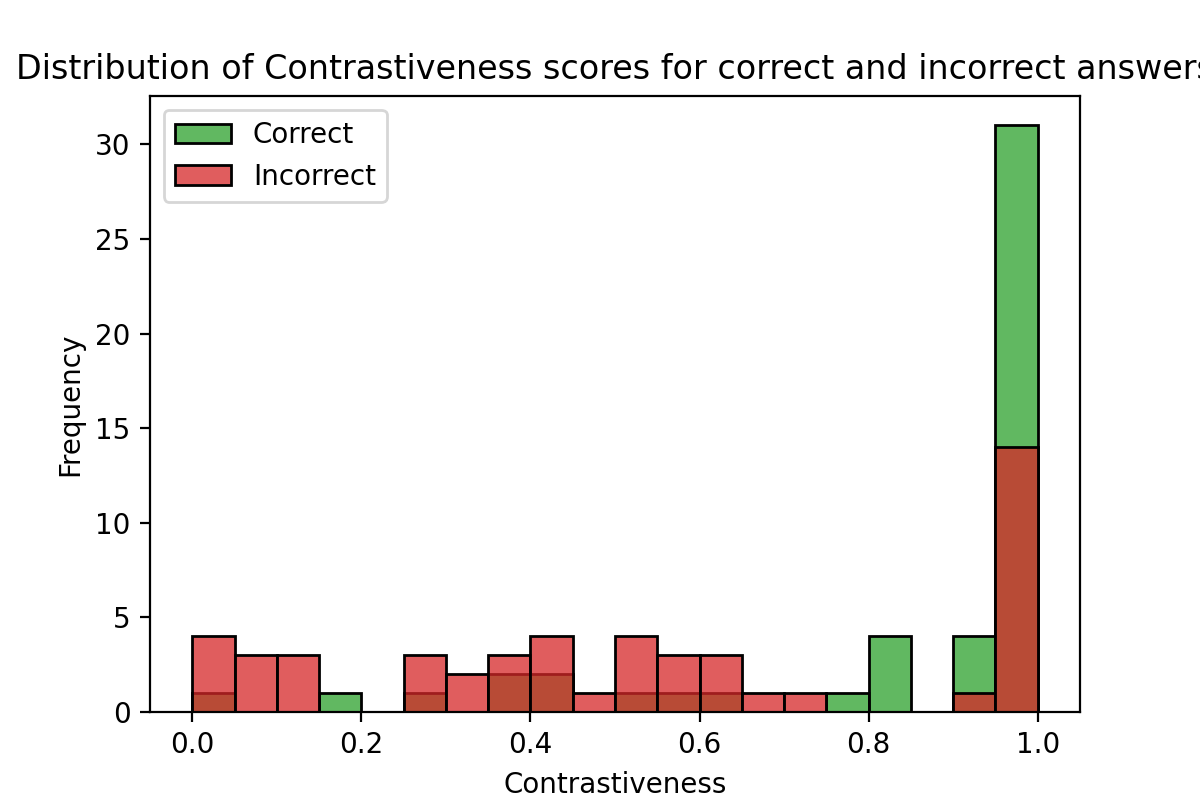 Distribution of Contrastiveness scores for correct and incorrect answers
Correct
Incorrect
30
25
20
15
10
5
0
Frequency
0.0 0.2 0.4 0.6 0.8 1.0
Contrastiveness